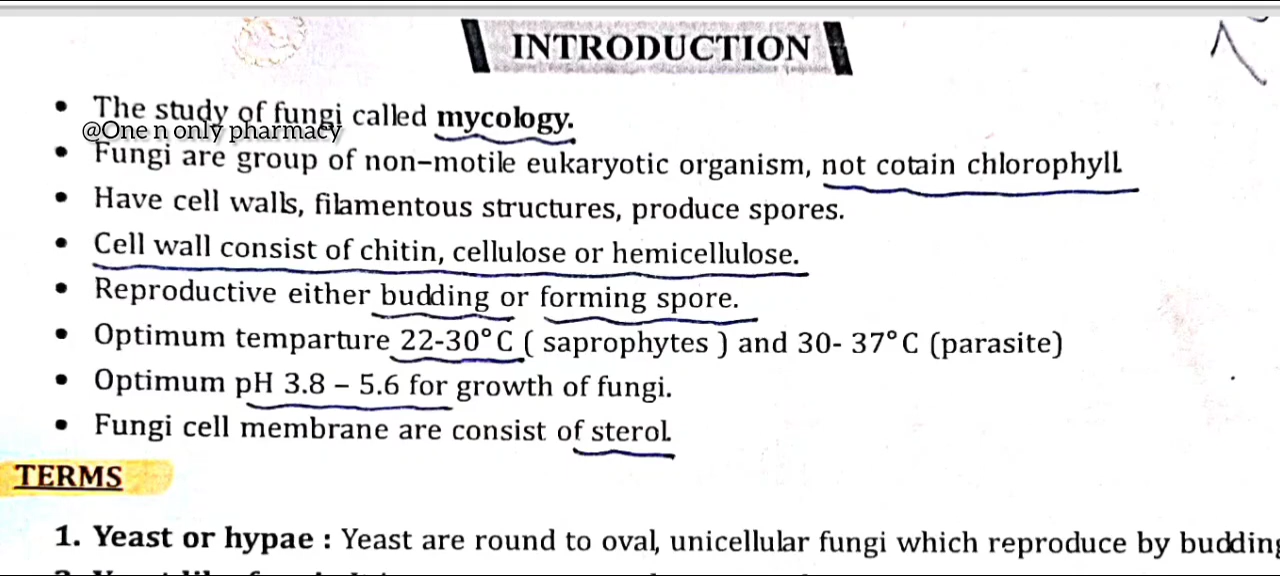 INTRODUCTION
• The study of fungi called mycology.
@One n only pharmacy
• Fungi are group of non-motile eukaryotic organism, not cotain chlorophyll
• Have cell walls, filamentous structures, produce spores.
• Cell wall consist of chitin, cellulose or hemicellulose.
• Reproductive either budding or forming spore.
• Optimum temparture 22-30°C ( saprophytes ) and 30- 37°C (parasite)
• Optimum pH 3.8 – 5.6 for growth of fungi.
• Fungi cell membrane are consist of sterol.
TERMS
1. Yeast or hypae : Yeast are round to oval, unicellular fungi which reproduce by budding